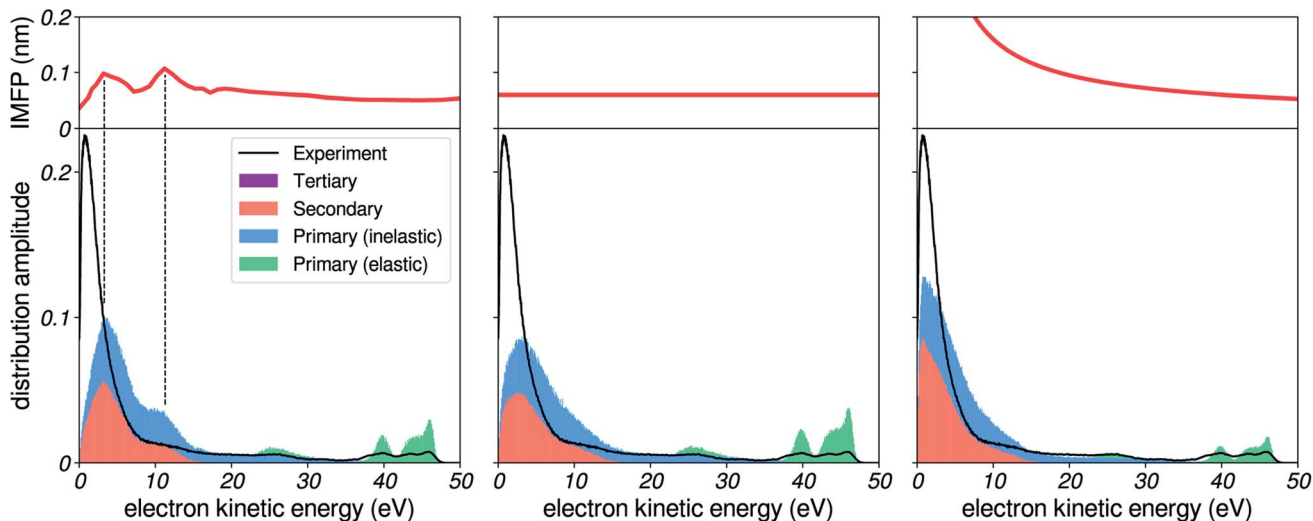 IMFP (nm)
0.2
0.1
0
distribution amplitude
0.2
0.1
0
Experiment
Tertiary
Secondary
Primary (inelastic)
Primary (elastic)
0 10 20 30 40 50
electron kinetic energy (eV)
0 10 20 30 40 50
electron kinetic energy (eV)
0 10 20 30 40 50
electron kinetic energy (eV)